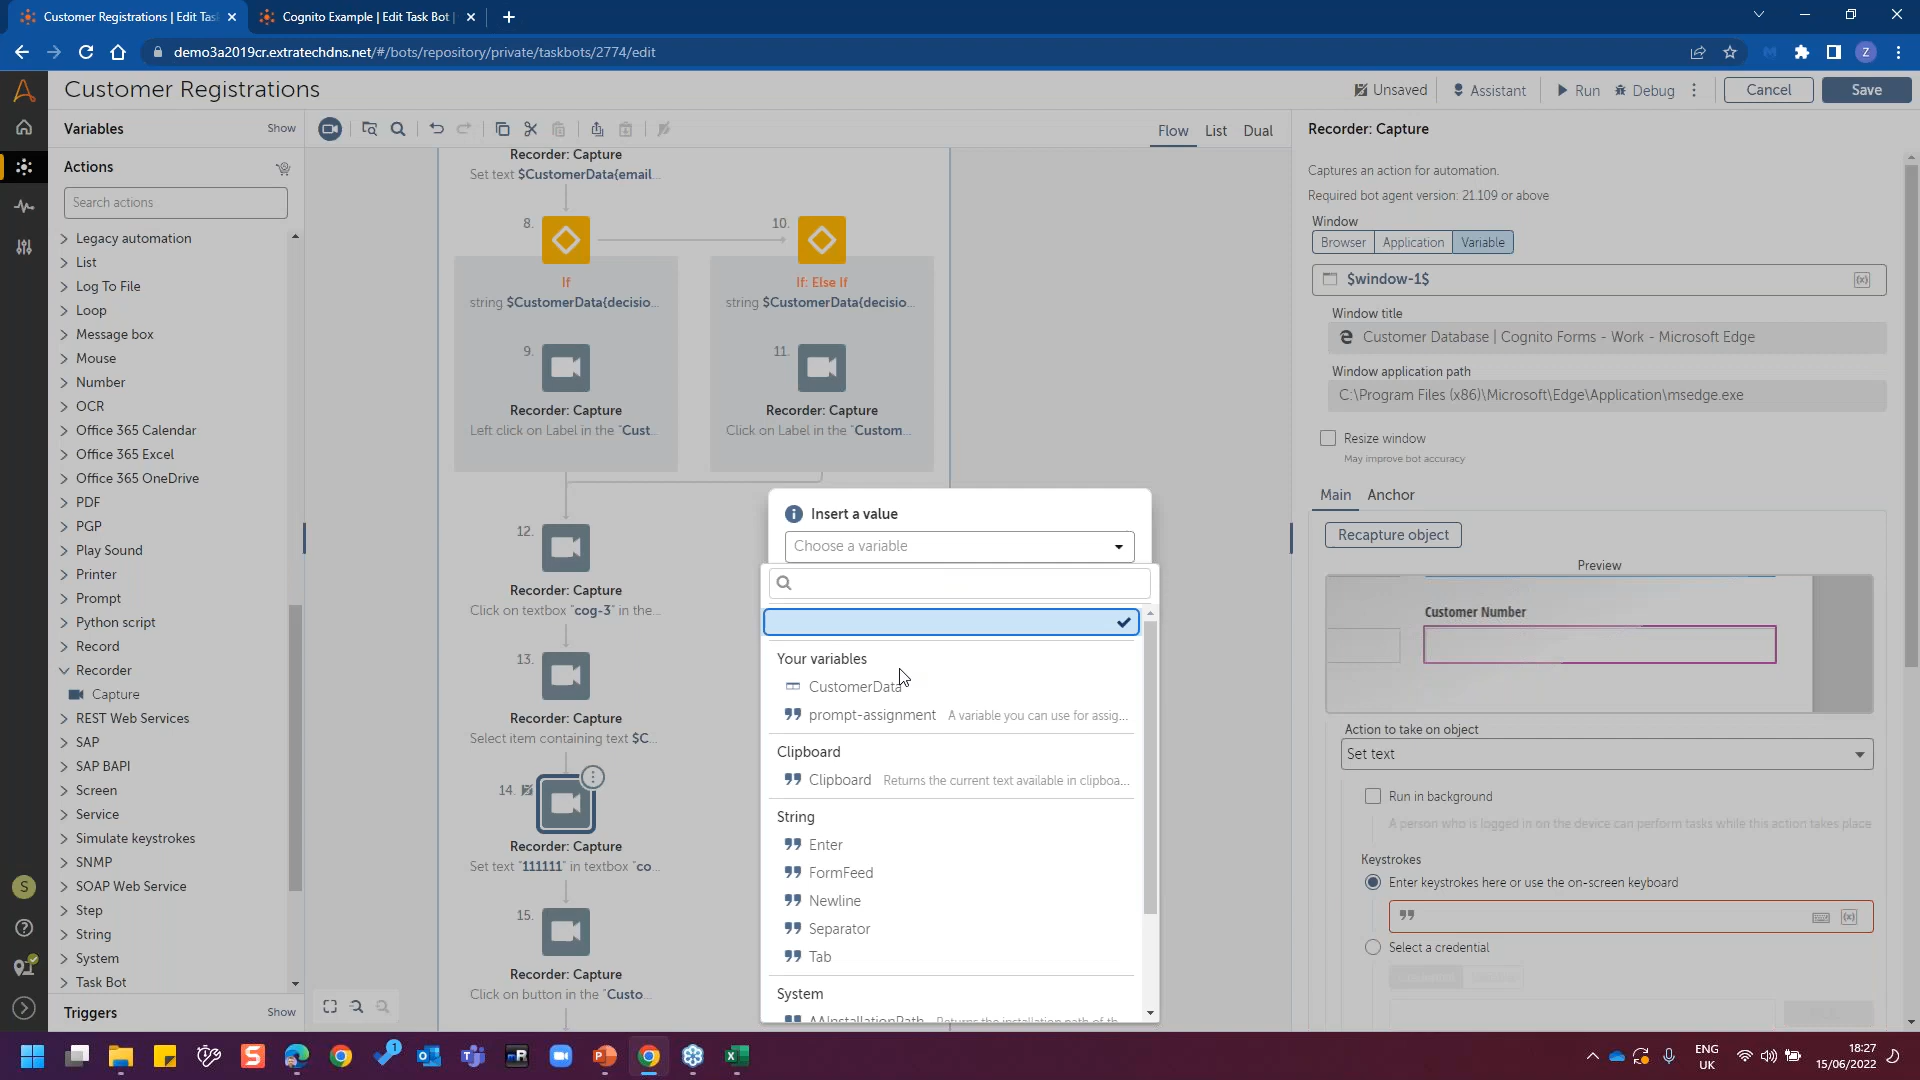 Customer Registrations | Edit Tas
Cognito Example | Edit Task Bot |
demo3a2019cr.extratechdns.net/#/bots/repository/private/taskbots/2774/edit
Z
Customer Registrations
Unsaved
Assistant
Run
Debug
Cancel
Save
Variables
Show
Actions
Search actions
Legacy automation
List
Log To File
Loop
Message box
Mouse
Number
OCR
Office 365 Calendar
Office 365 Excel
Office 365 OneDrive
PDF
PGP
Play Sound
Printer
Prompt
Python script
Record
Recorder
Capture
REST Web Services
SAP
SAP BAPI
Screen
Service
Simulate keystrokes
SNMP
SOAP Web Service
Step
String
System
Task Bot
Triggers
Show
S
Flow
List
Dual
Recorder: Capture
Set text $CustomerData{email...
8.
If
string $CustomerData{decisio...
10.
If: Else If
string $CustomerData{decisio...
9.
Recorder: Capture
Left click on Label in the "Cust...
11.
Recorder: Capture
Click on Label in the "Custom...
12.
Recorder: Capture
Click on textbox "cog-3" in the...
13.
Recorder: Capture
Select item containing text $C...
14.
Recorder: Capture
Set text "111111" in textbox "co...
15.
Recorder: Capture
Click on button in the "Custo...
Insert a value
Choose a variable
Your variables
CustomerData
prompt-assignment A variable you can use for assig...
Clipboard
Clipboard Returns the current text available in clipboa...
String
Enter
FormFeed
Newline
Separator
Tab
System
AAInstallationPath Returns the installation path of th...
Recorder: Capture
Captures an action for automation.
Required bot agent version: 21.109 or above
Window
Browser
Application
Variable
$window-1$
(x)
Window title
Customer Database | Cognito Forms - Work - Microsoft Edge
Window application path
C:\Program Files (x86)\Microsoft\Edge\Application\msedge.exe
Resize window
May improve bot accuracy
Main
Anchor
Recapture object
Preview
Customer Number
Action to take on object
Set text
Run in background
A person who is logged in on the device can perform tasks while this action takes place
Keystrokes
Enter keystrokes here or use the on-screen keyboard
(x)
Select a credential
1
ENG
UK
18:27
15/06/2022